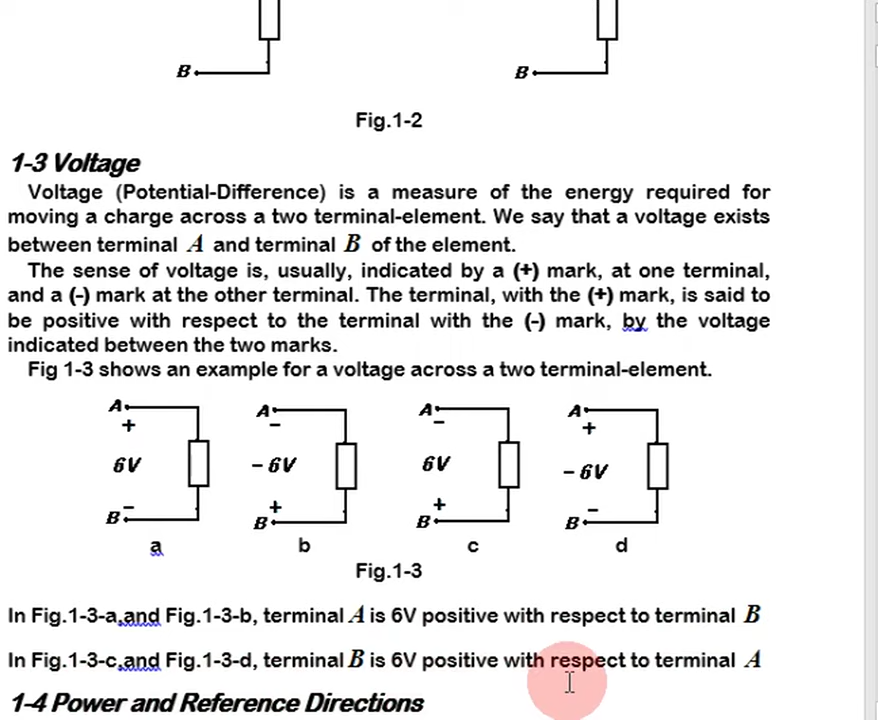 B B
Fig.1-2
1-3 Voltage
Voltage (Potential-Difference) is a measure of the energy required for
moving a charge across a two terminal-element. We say that a voltage exists
between terminal A and terminal B of the element.
The sense of voltage is, usually, indicated by a (+) mark, at one terminal,
and a (-) mark at the other terminal. The terminal, with the (+) mark, is said to
be positive with respect to the terminal with the (-) mark, by the voltage
indicated between the two marks.
Fig 1-3 shows an example for a voltage across a two terminal-element.
A A A A
+ - - +
6V - 6V 6V - 6V
- + + -
B B B B
a b c d
Fig.1-3
In Fig.1-3-a,and Fig.1-3-b, terminal A is 6V positive with respect to terminal B
In Fig.1-3-c,and Fig.1-3-d, terminal B is 6V positive with respect to terminal A
1-4 Power and Reference Directions